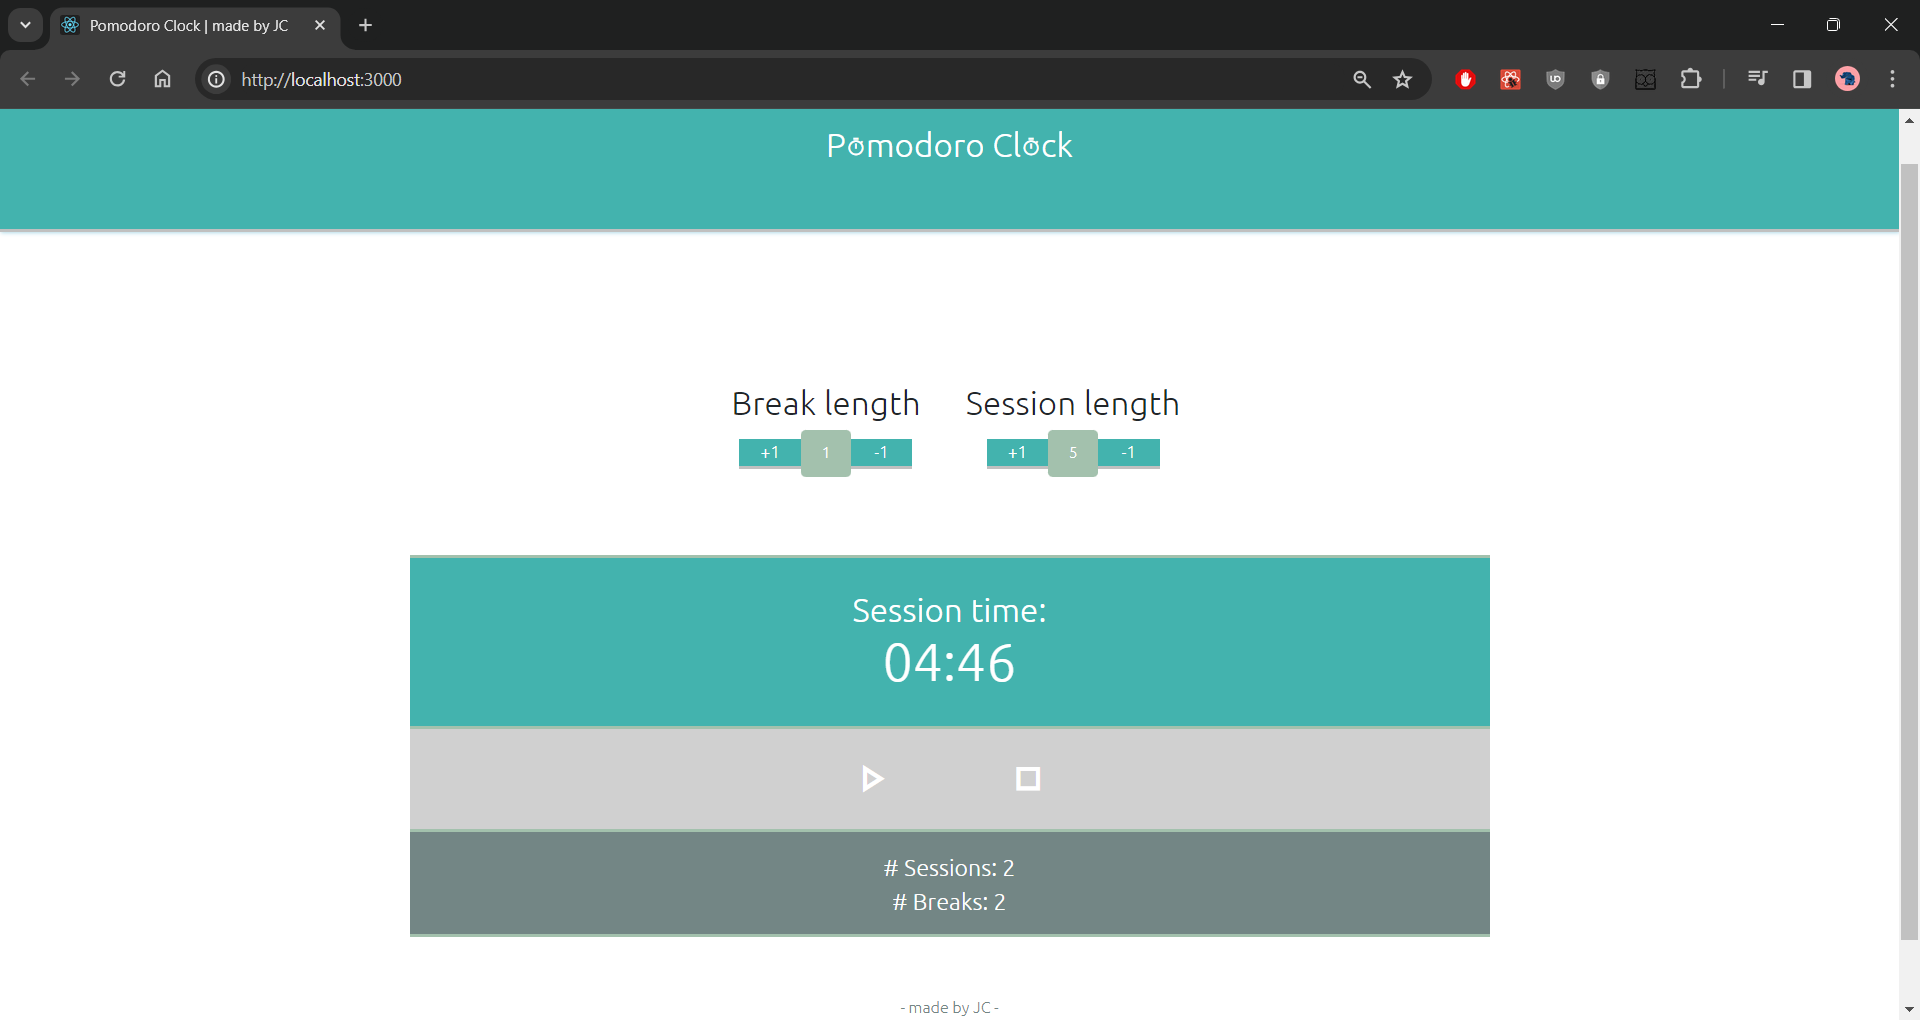 Pomodoro Clock | made by JC
http://localhost:3000
Pomodoro Clock
Break length
Session length
+1 1 -1
+1 5 -1
Session time:
04:46
# Sessions: 2
# Breaks: 2
- made by JC -